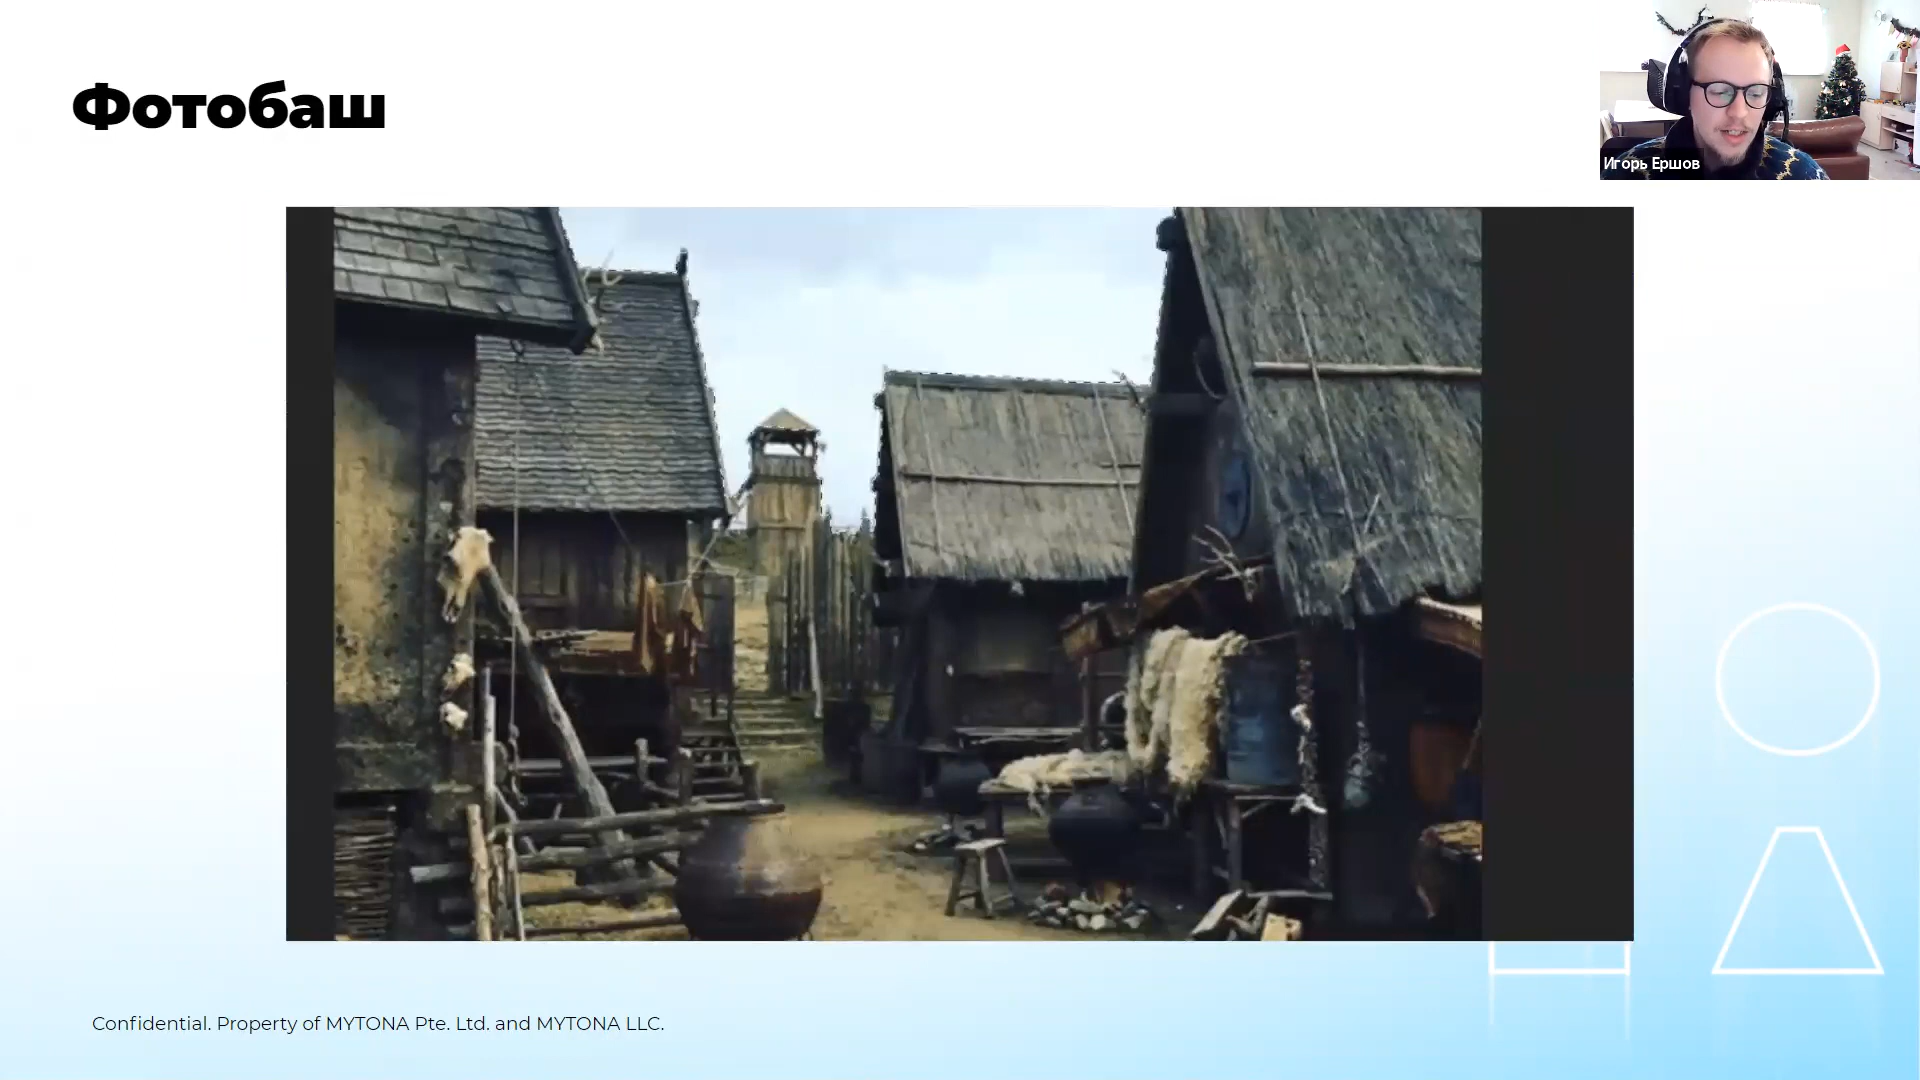 Фотобаш
Игорь Ершов
Confidential. Property of MYTONA Pte. Ltd. and MYTONA LLC.